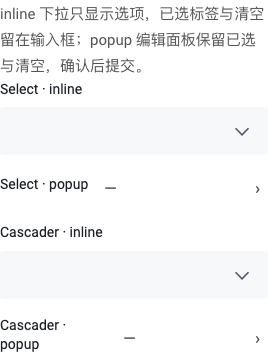 inline 下拉只显示选项，已选标签与清空
留在输入框；popup 编辑面板保留已选
与清空，确认后提交。
Select · inline
Select · popup — ›
Cascader · inline
Cascader ·
popup — ›